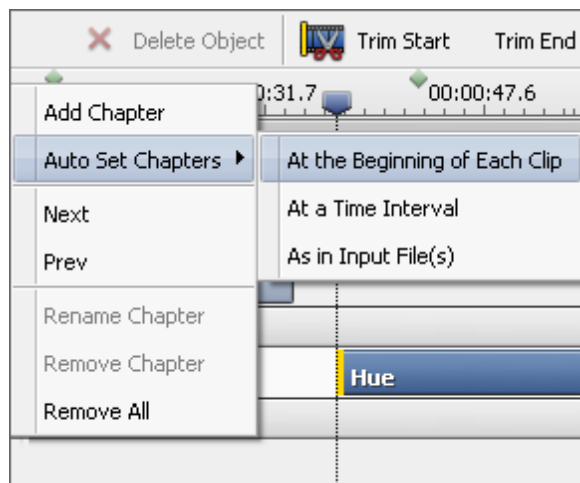 Delete Object Trim Start Trim End
0:31.7 00:00:47.6
Add Chapter
Auto Set Chapters At the Beginning of Each Clip
Next At a Time Interval
Prev As in Input File(s)
Rename Chapter
Remove Chapter
Hue
Remove All